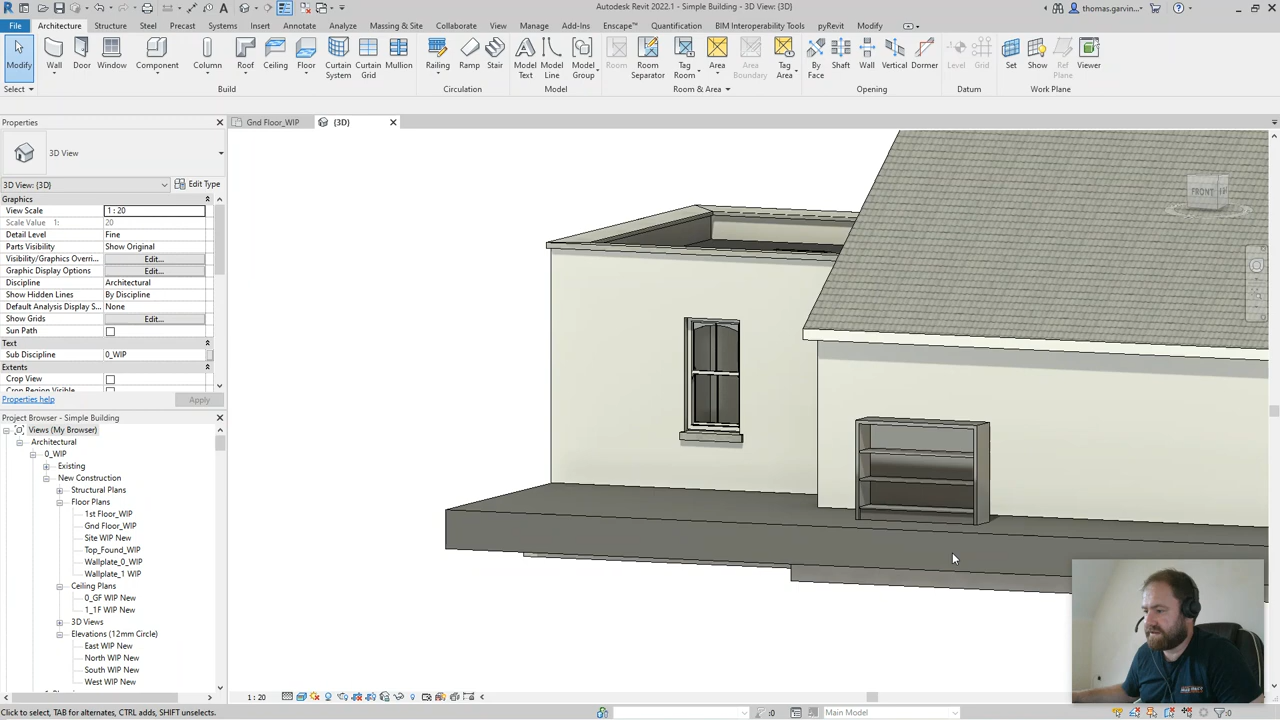 Autodesk Revit 2022.1 - Simple Building - 3D View: {3D}
thomas.garvin...
File Architecture Structure Steel Precast Systems Insert Annotate Analyze Massing & Site Collaborate View Manage Add-Ins Enscape™ Quantification BIM Interoperability Tools pyRevit Modify
Modify Wall Door Window Component Column Roof Ceiling Floor Curtain System Curtain Grid Mullion Railing Ramp Stair Model Text Model Line Model Group Room Room Separator Tag Room Area Area Boundary Tag Area By Face Shaft Wall Vertical Dormer Level Grid Set Show Ref Plane Viewer
Select Build Circulation Model Room & Area Opening Datum Work Plane
Properties
Gnd Floor_WIP {3D}
3D View
3D View: {3D} Edit Type
Graphics
View Scale 1 : 20
Scale Value 1: 20
Detail Level Fine
Parts Visibility Show Original
Visibility/Graphics Overri... Edit...
Graphic Display Options Edit...
Discipline Architectural
Show Hidden Lines By Discipline
Default Analysis Display S... None
Show Grids Edit...
Sun Path
Text
Sub Discipline 0_WIP
Extents
Crop View
Crop Region Visible
Properties help Apply
FRONT
Project Browser - Simple Building
Views (My Browser)
Architectural
0_WIP
Existing
New Construction
Structural Plans
Floor Plans
1st Floor_WIP
Gnd Floor_WIP
Site WIP New
Top_Found_WIP
Wallplate_0_WIP
Wallplate_1 WIP
Ceiling Plans
0_GF WIP New
1_1F WIP New
3D Views
Elevations (12mm Circle)
East WIP New
North WIP New
South WIP New
West WIP New
1 : 20
Click to select, TAB for alternates, CTRL adds, SHIFT unselects.
:0 Main Model :0